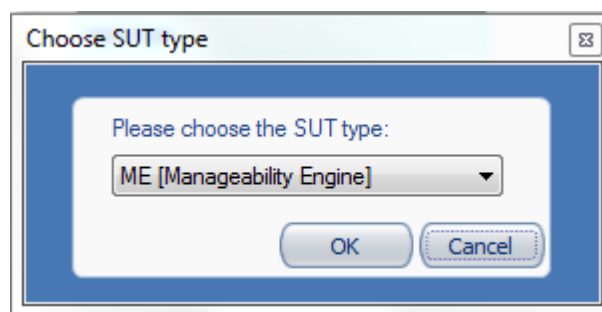 Choose SUT type
Please choose the SUT type:
ME [Manageability Engine]
OK Cancel